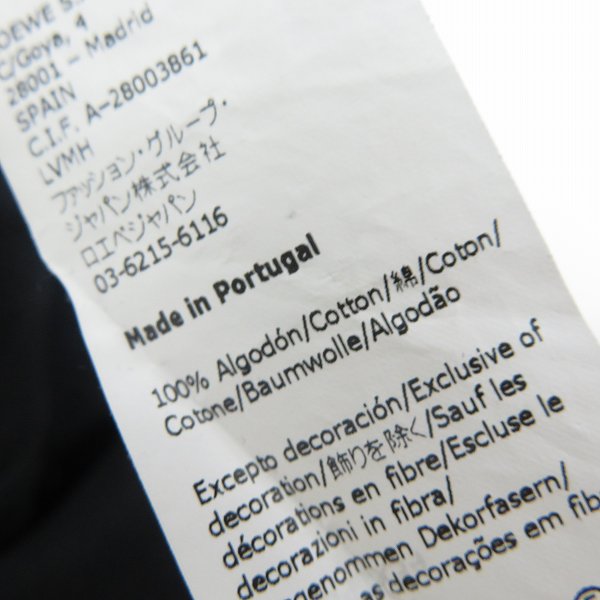 C/Goya, 4
28001 - Madrid
SPAIN
C.I.F. A-28003861
LVMH
ファッション・グループ・
ジャパン株式会社
ロエベジャパン
03-6215-6116
Made in Portugal
100% Algodón/Cotton/綿/Coton/
Cotone/Baumwolle/Algodão
Excepto decoración/Exclusive of
decoration/飾りを除く/Sauf les
décorations en fibre/Escluse le
decorazioni in fibra/
Dekorfasern/
as decorações em